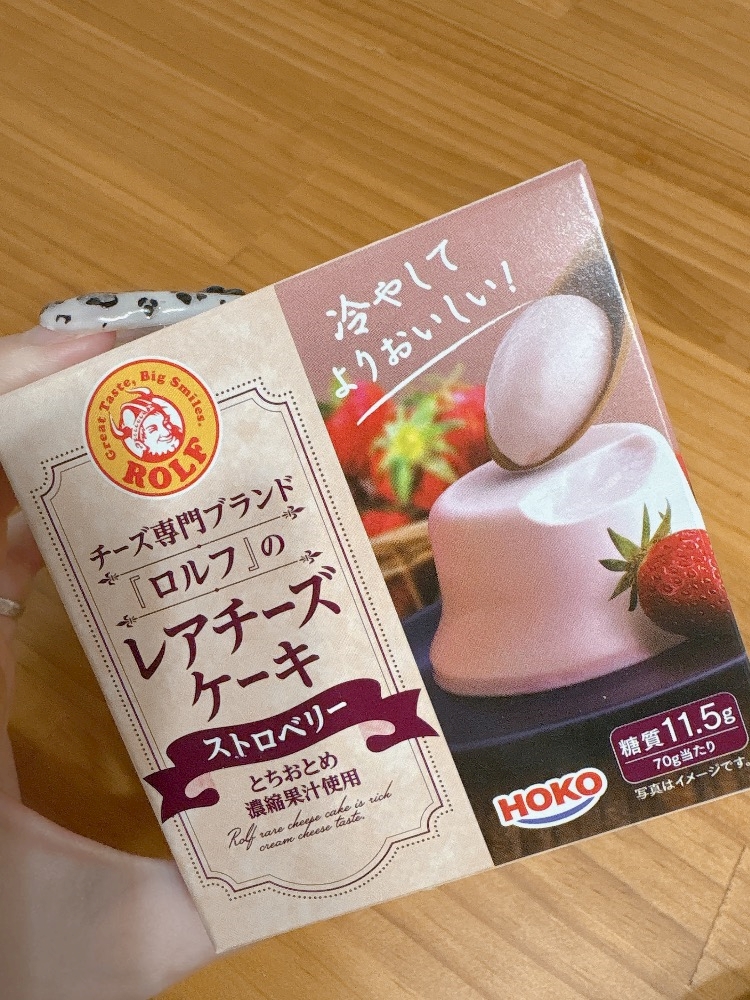 Great Taste, Big Smiles.
ROLF
チーズ専門ブランド
『ロルフ』の
レアチーズ
ケーキ
ストロベリー
とちおとめ
濃縮果汁使用
Rolf rare cheese cake is rich
cream cheese taste.
冷やして
よりおいしい!
糖質11.5g
70g当たり
写真はイメージです。
HOKO